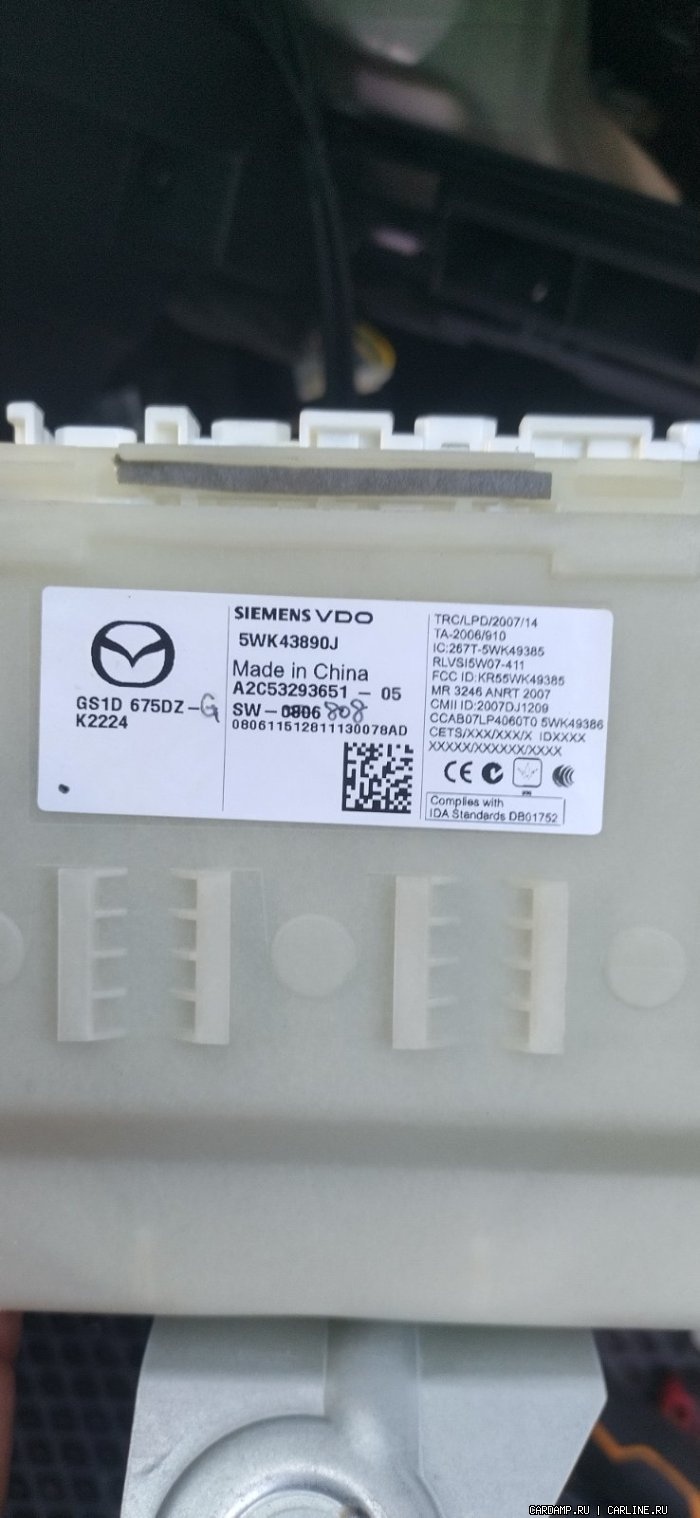 GS1D 675DZ-G
K2224
SIEMENS VDO
5WK43890J
Made in China
A2C53293651 - 05
SW-0806 808
080611512811130078AD
TRC/LPD/2007/14
TA-2006/910
IC:267T-5WK49385
RLVSI5W07-411
FCC ID:KR55WK49385
MR 3246 ANRT 2007
CMII ID:2007DJ1209
CCAB07LP4060T0 5WK49386
CETS/XXX/XXX/X IDXXXX
XXXXX/XXXXXX/XXXX
CE
Complies with
IDA Standards DB01752
CARDAMP.RU | CARLINE.RU